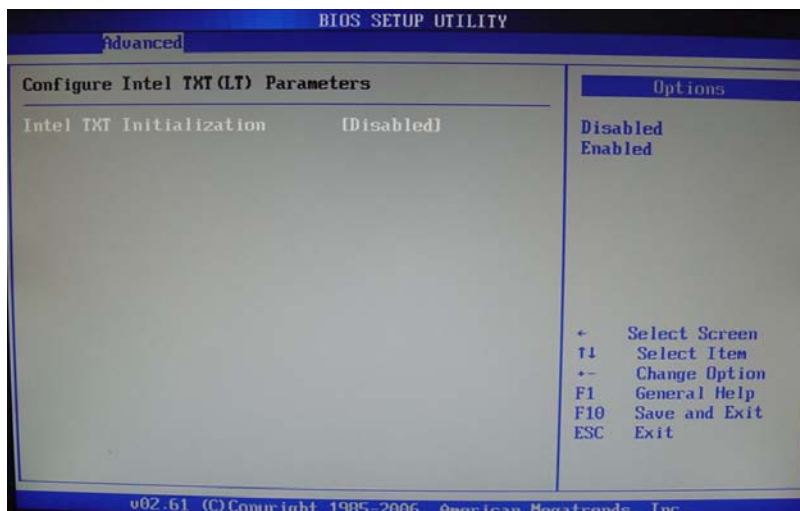 BIOS SETUP UTILITY
Advanced
Configure Intel TXT(LT) Parameters
Intel TXT Initialization [Disabled]
Options
Disabled
Enabled
← Select Screen
↑↓ Select Item
+- Change Option
F1 General Help
F10 Save and Exit
ESC Exit
v02.61 (C)Copyright 1985-2006, American Megatrends, Inc.